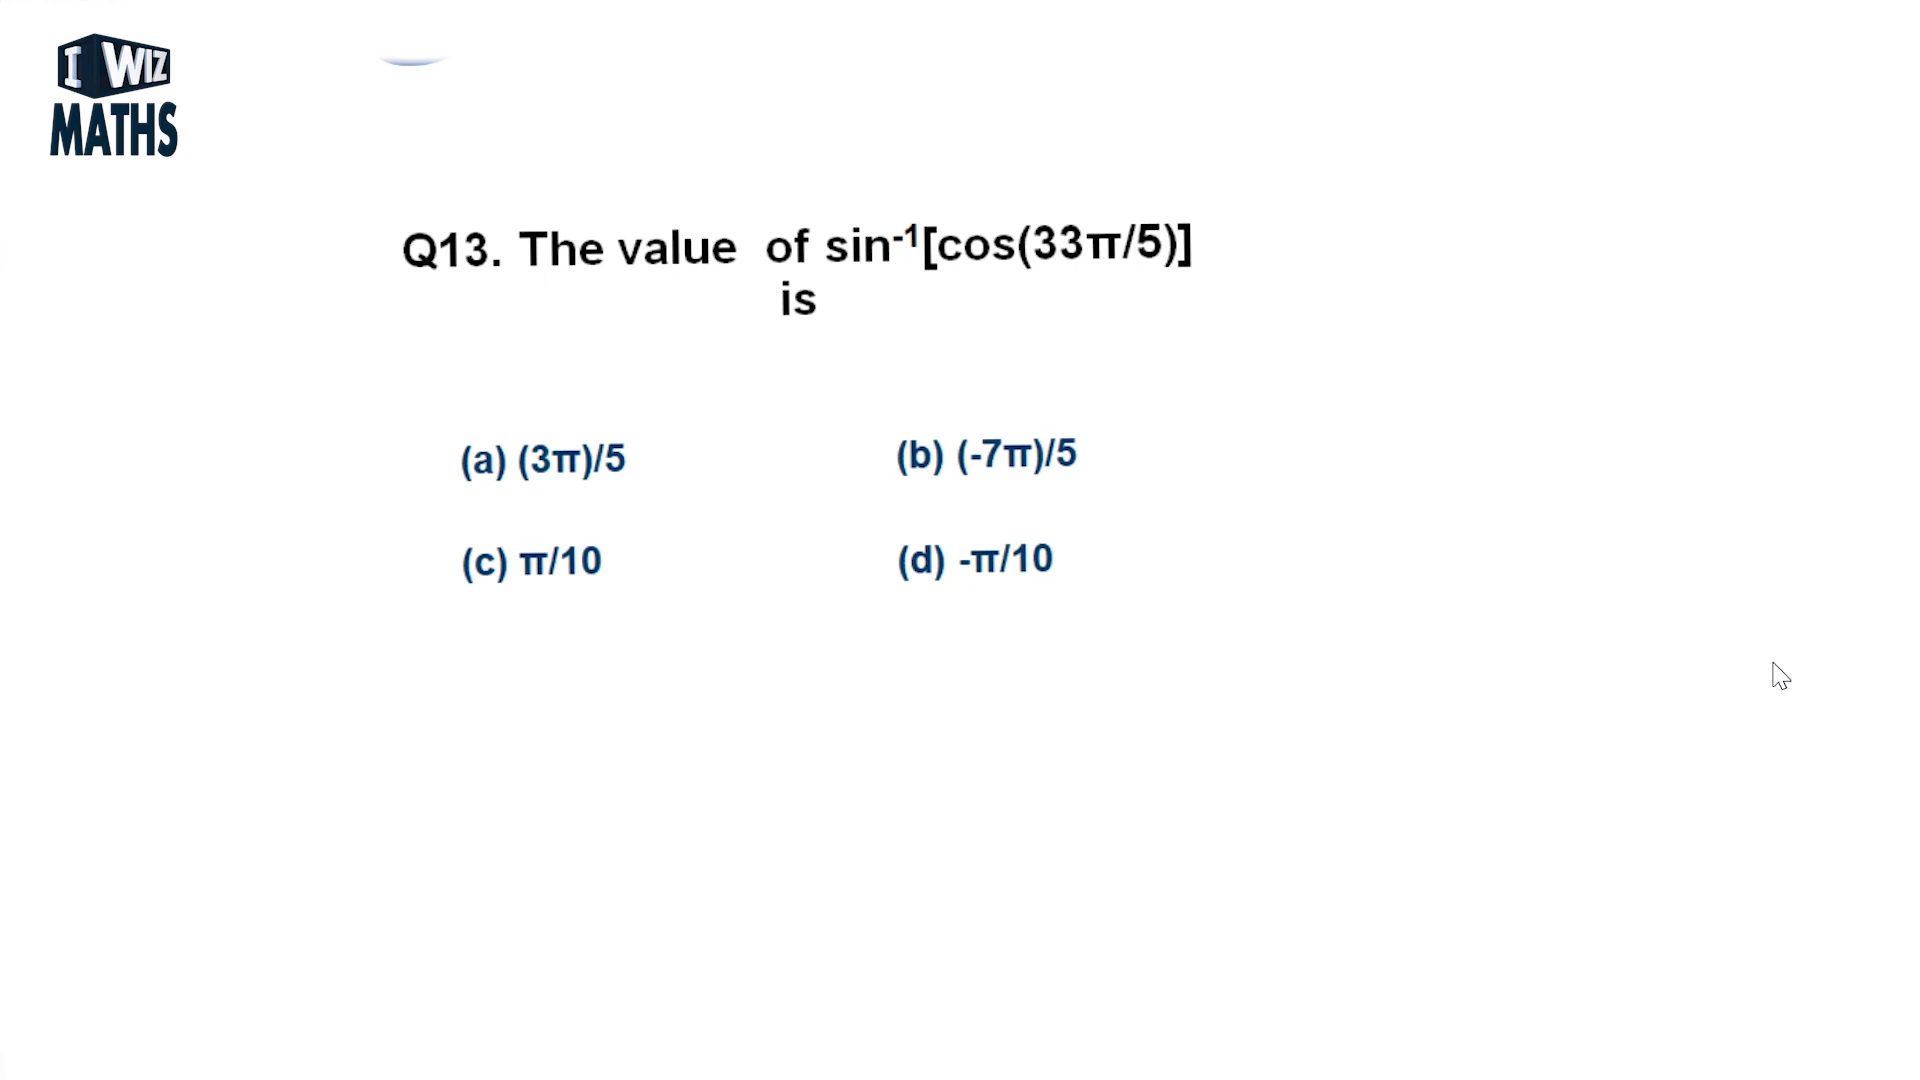 I WIZ
MATHS
Q13. The value of sin⁻¹[cos(33π/5)]
is
(a) (3π)/5
(b) (-7π)/5
(c) π/10
(d) -π/10